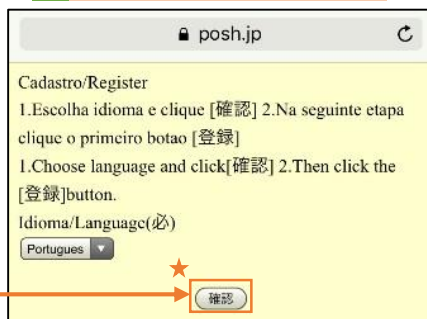 posh.jp
Cadastro/Register
1.Escolha idioma e clique [確認] 2.Na seguinte etapa
clique o primeiro botao [登録]
1.Choose language and click[確認] 2.Then click the
[登録]button.
Idioma/Language(必)
Portugues
確認